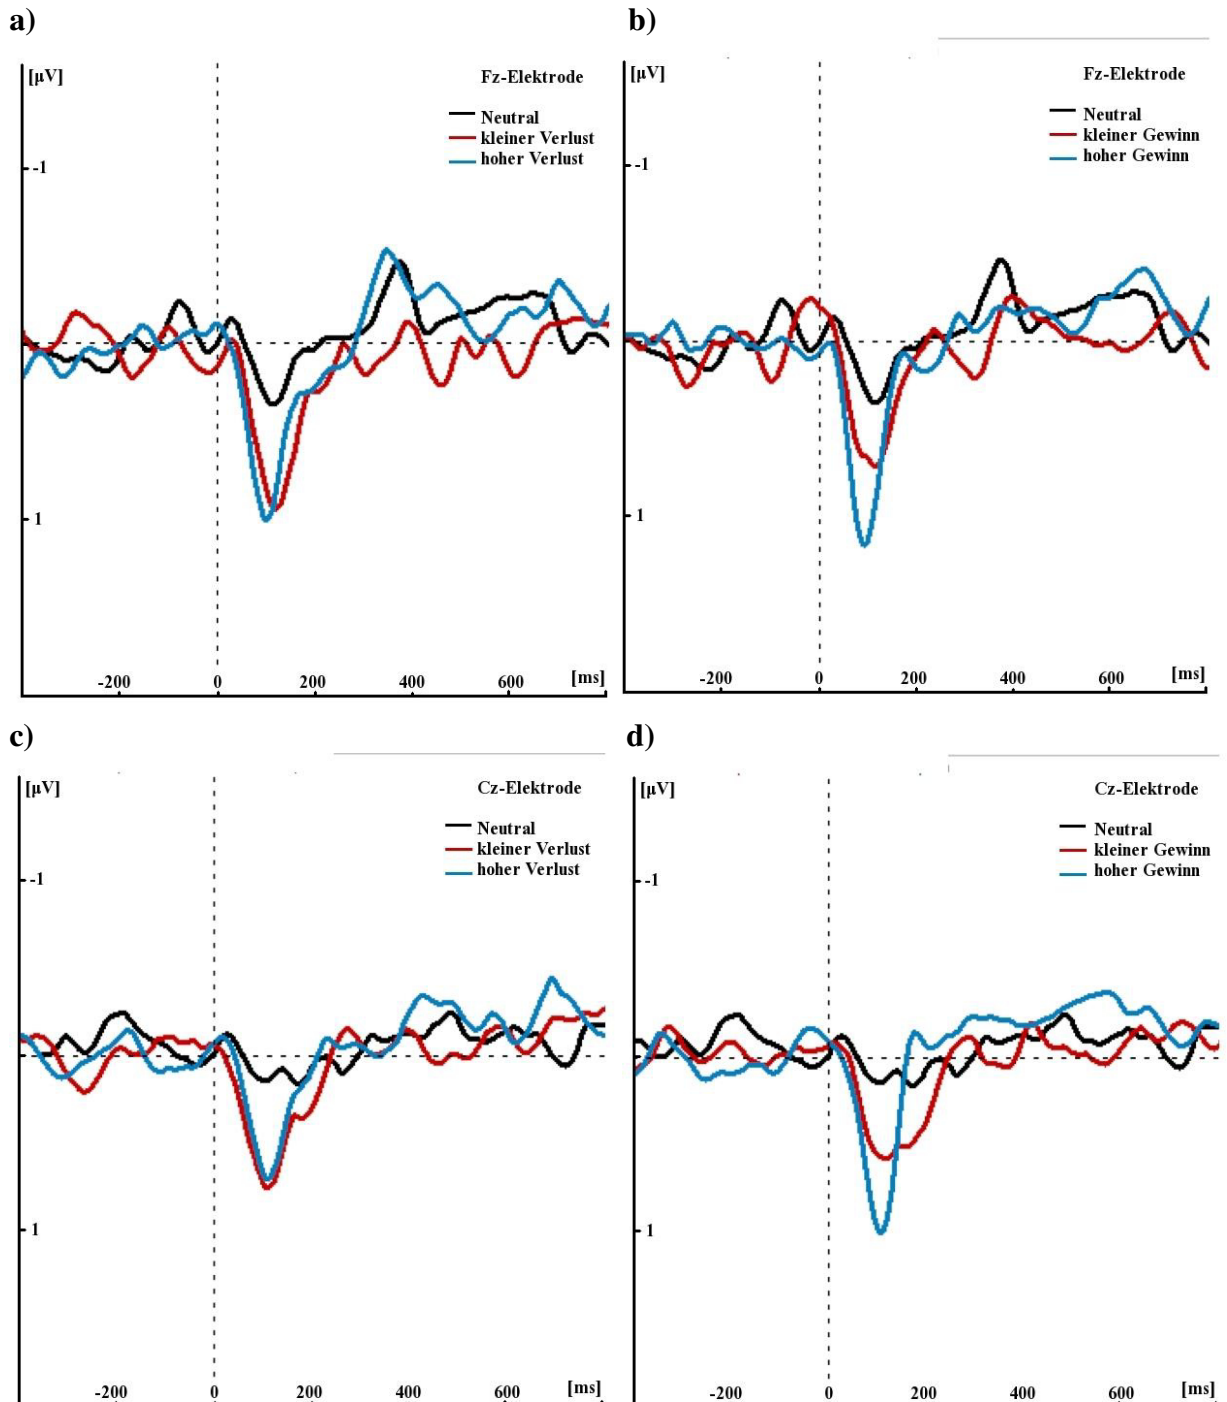 a)
[µV]
Fz-Elektrode
Neutral
kleiner Verlust
hoher Verlust
-1
1
-200 0 200 400 600 [ms]
b)
[µV]
Fz-Elektrode
Neutral
kleiner Gewinn
hoher Gewinn
-1
1
-200 0 200 400 600 [ms]
c)
[µV]
Cz-Elektrode
Neutral
kleiner Verlust
hoher Verlust
-1
1
-200 0 200 400 600 [ms]
d)
[µV]
Cz-Elektrode
Neutral
kleiner Gewinn
hoher Gewinn
-1
1
-200 0 200 400 600 [ms]